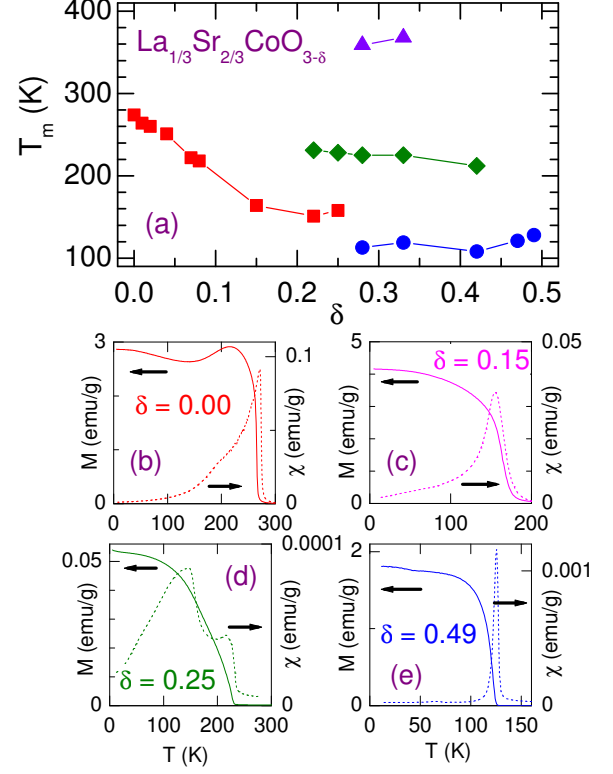 La1/3Sr2/3CoO3-δ
Tm (K)
400
300
200
100
(a)
0.0 0.1 0.2 0.3 0.4 0.5
δ
M (emu/g)
3
0
δ = 0.00
(b)
0.1
0
χ (emu/g)
0 100 200 300
M (emu/g)
5
0
δ = 0.15
(c)
0.05
0
χ (emu/g)
0 100 200
M (emu/g)
0.05
0
(d)
δ = 0.25
0.0001
0
χ (emu/g)
0 100 200 300
T (K)
M (emu/g)
2
0
δ = 0.49
(e)
0.001
0
χ (emu/g)
0 50 100 150
T (K)